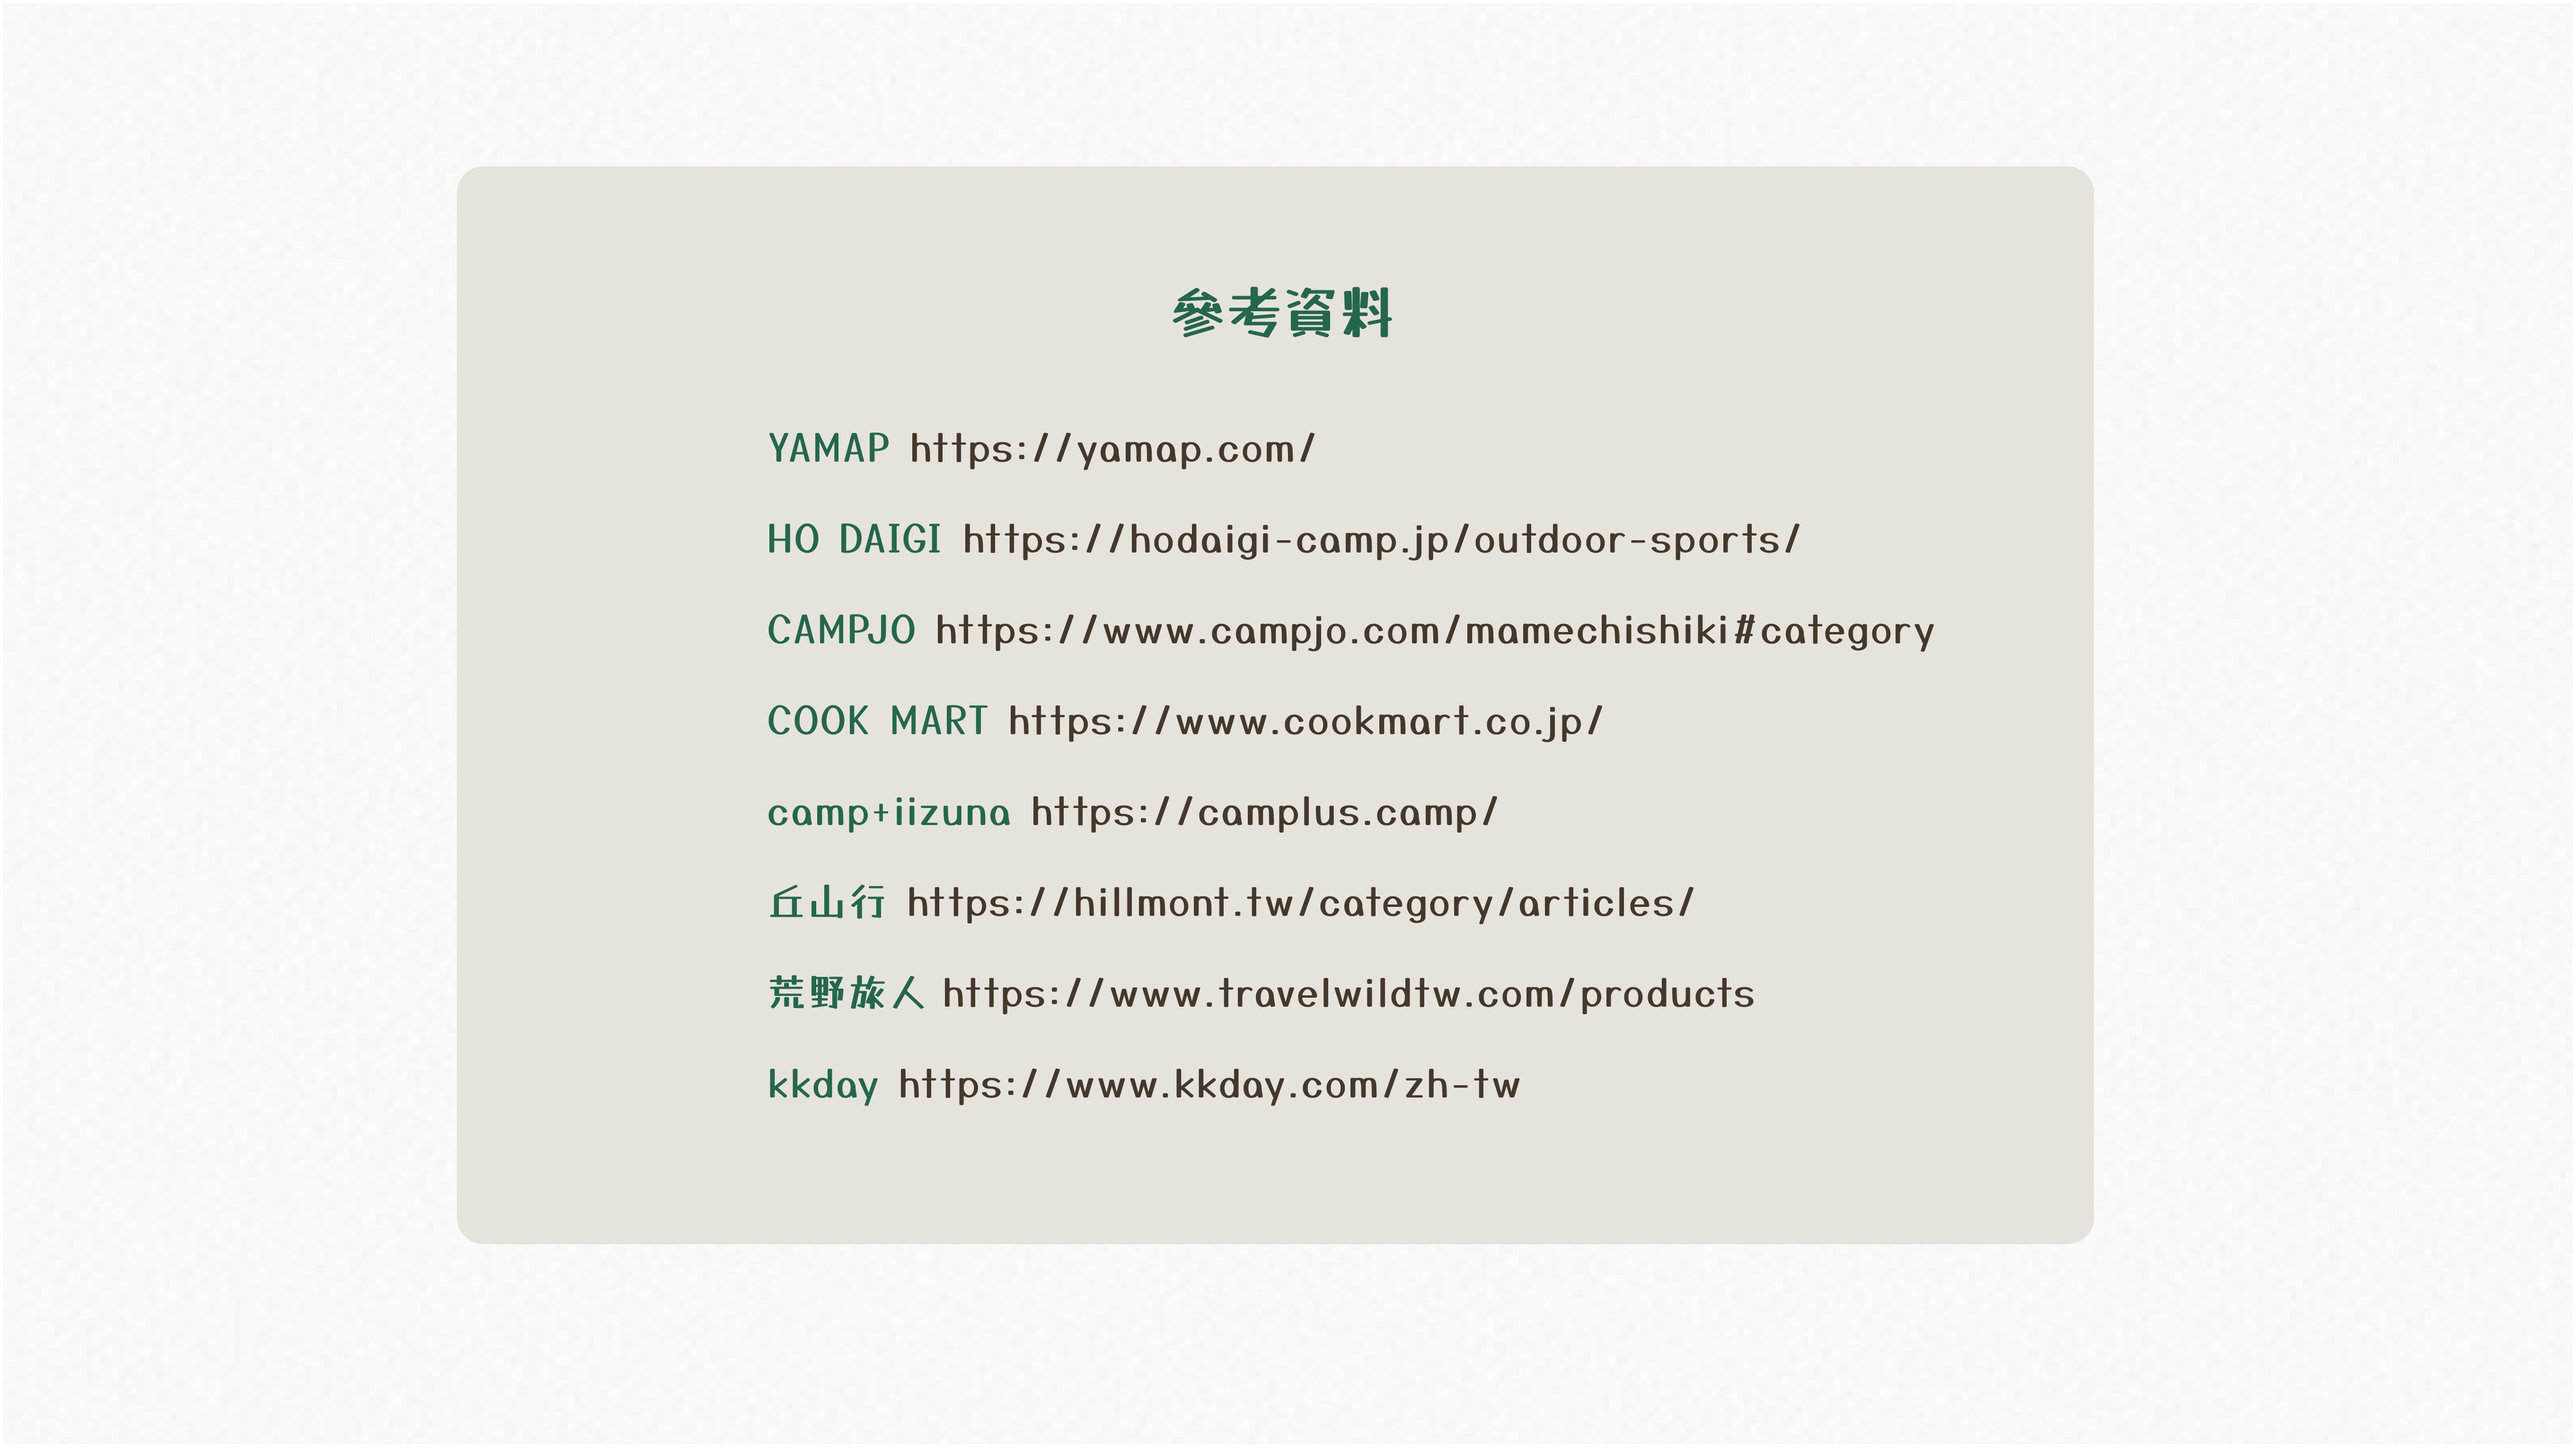 參考資料
YAMAP https://yamap.com/
HO DAIGI https://hodaigi-camp.jp/outdoor-sports/
CAMPJO https://www.campjo.com/mamechishiki#category
COOK MART https://www.cookmart.co.jp/
camp+iizuna https://camplus.camp/
丘山行 https://hillmont.tw/category/articles/
荒野旅人 https://www.travelwildtw.com/products
kkday https://www.kkday.com/zh-tw